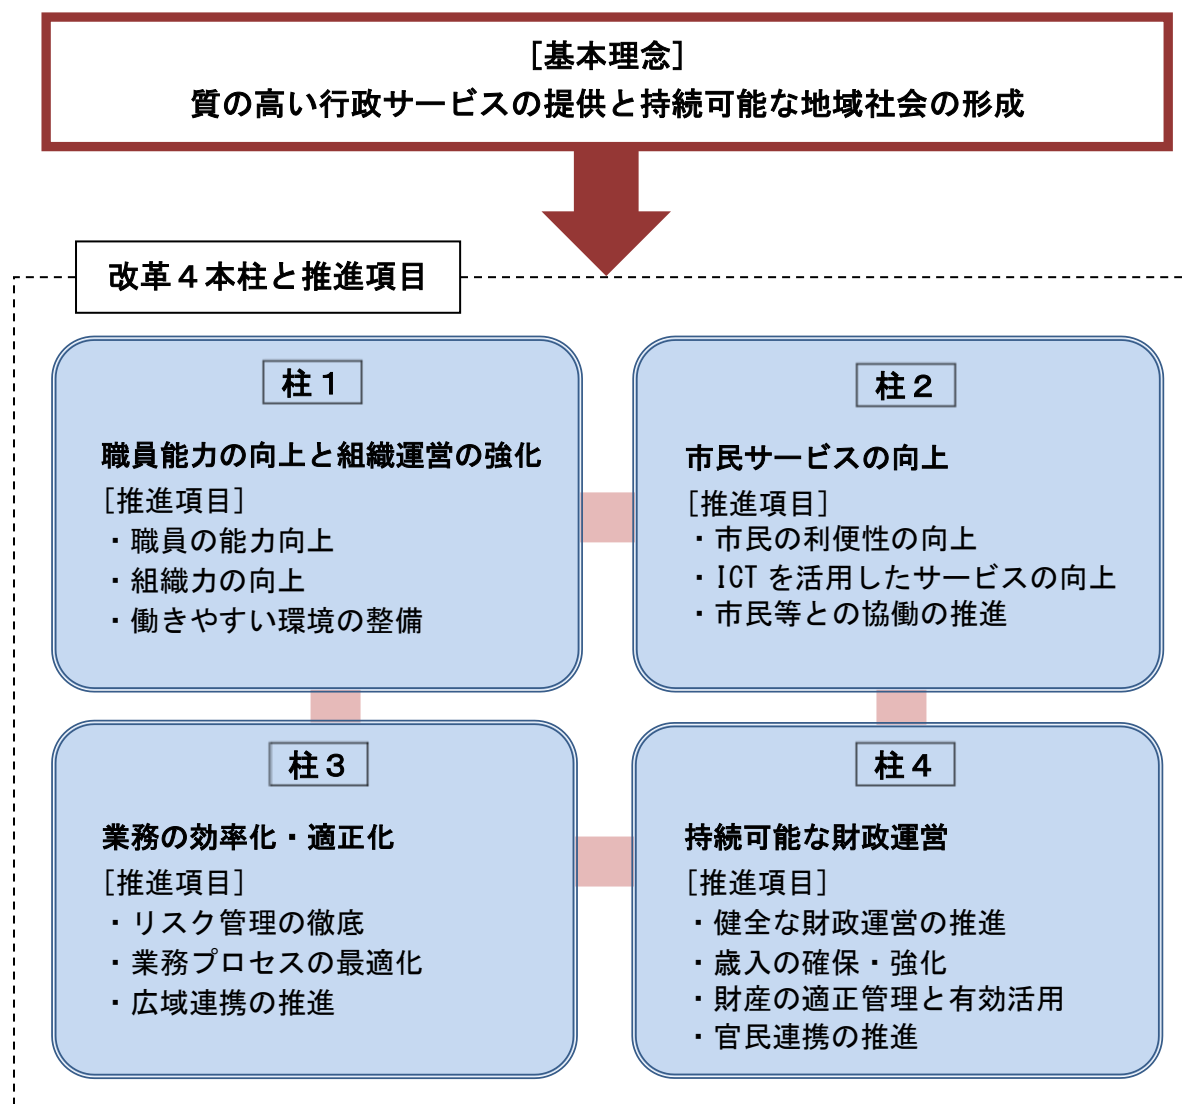 [基本理念]
質の高い行政サービスの提供と持続可能な地域社会の形成
改革４本柱と推進項目
柱１
職員能力の向上と組織運営の強化
[推進項目]
・職員の能力向上
・組織力の向上
・働きやすい環境の整備
柱２
市民サービスの向上
[推進項目]
・市民の利便性の向上
・ICTを活用したサービスの向上
・市民等との協働の推進
柱３
業務の効率化・適正化
[推進項目]
・リスク管理の徹底
・業務プロセスの最適化
・広域連携の推進
柱４
持続可能な財政運営
[推進項目]
・健全な財政運営の推進
・歳入の確保・強化
・財産の適正管理と有効活用
・官民連携の推進